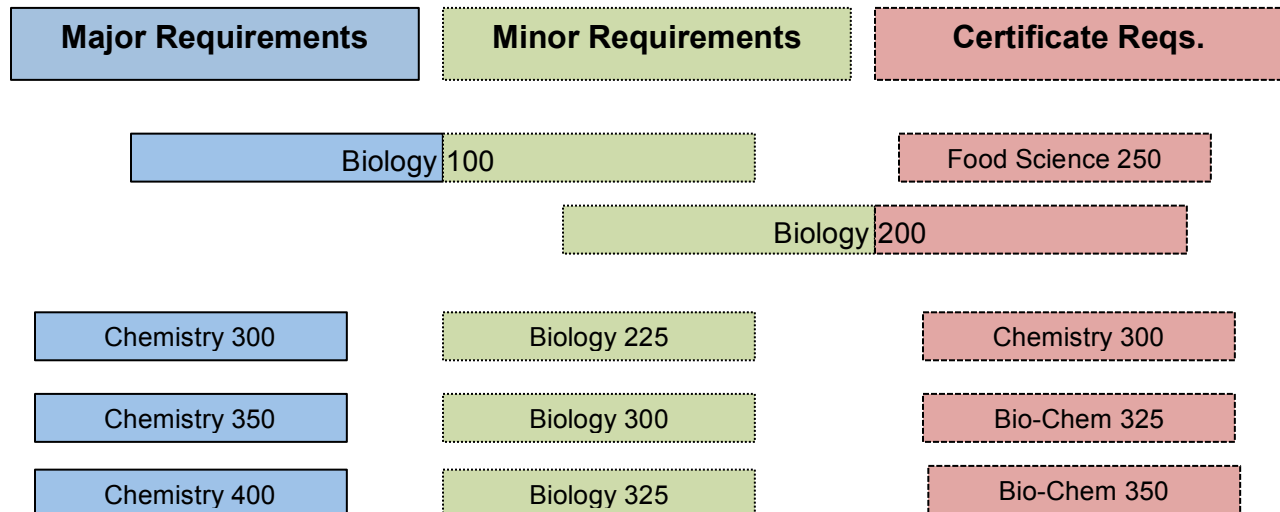 Major Requirements
Minor Requirements
Certificate Reqs.
Biology 100
Food Science 250
Biology 200
Chemistry 300
Biology 225
Chemistry 300
Chemistry 350
Biology 300
Bio-Chem 325
Chemistry 400
Biology 325
Bio-Chem 350